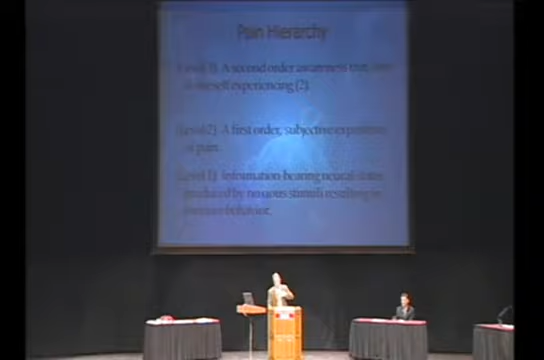 Pain Hierarchy
Level 3) A second order awareness that
is oneself experiencing (2).
Level 2) A first order, subjective experience
of pain.
Level 1) Information-bearing neural states
produced by noxious stimuli resulting in
aversive behavior.